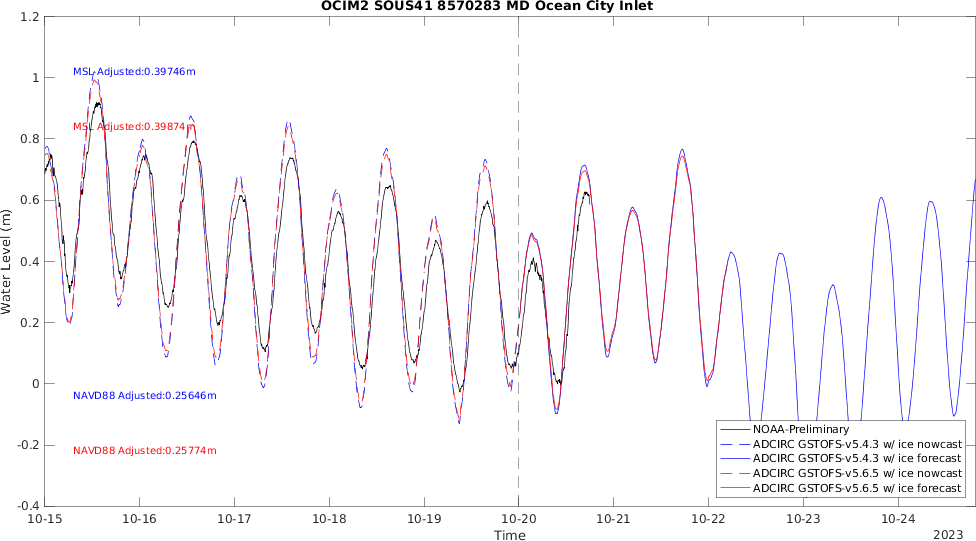 OCIM2 SOUS41 8570283 MD Ocean City Inlet
1.2
1
0.8
0.6
0.4
0.2
0
-0.2
-0.4
Water Level (m)
MSL Adjusted:0.39746m
MSL Adjusted:0.39874m
NAVD88 Adjusted:0.25646m
NAVD88 Adjusted:0.25774m
NOAA-Preliminary
ADCIRC GSTOFS-v5.4.3 w/ ice nowcast
ADCIRC GSTOFS-v5.4.3 w/ ice forecast
ADCIRC GSTOFS-v5.6.5 w/ ice nowcast
ADCIRC GSTOFS-v5.6.5 w/ ice forecast
10-15 10-16 10-17 10-18 10-19 10-20 10-21 10-22 10-23 10-24
Time
2023